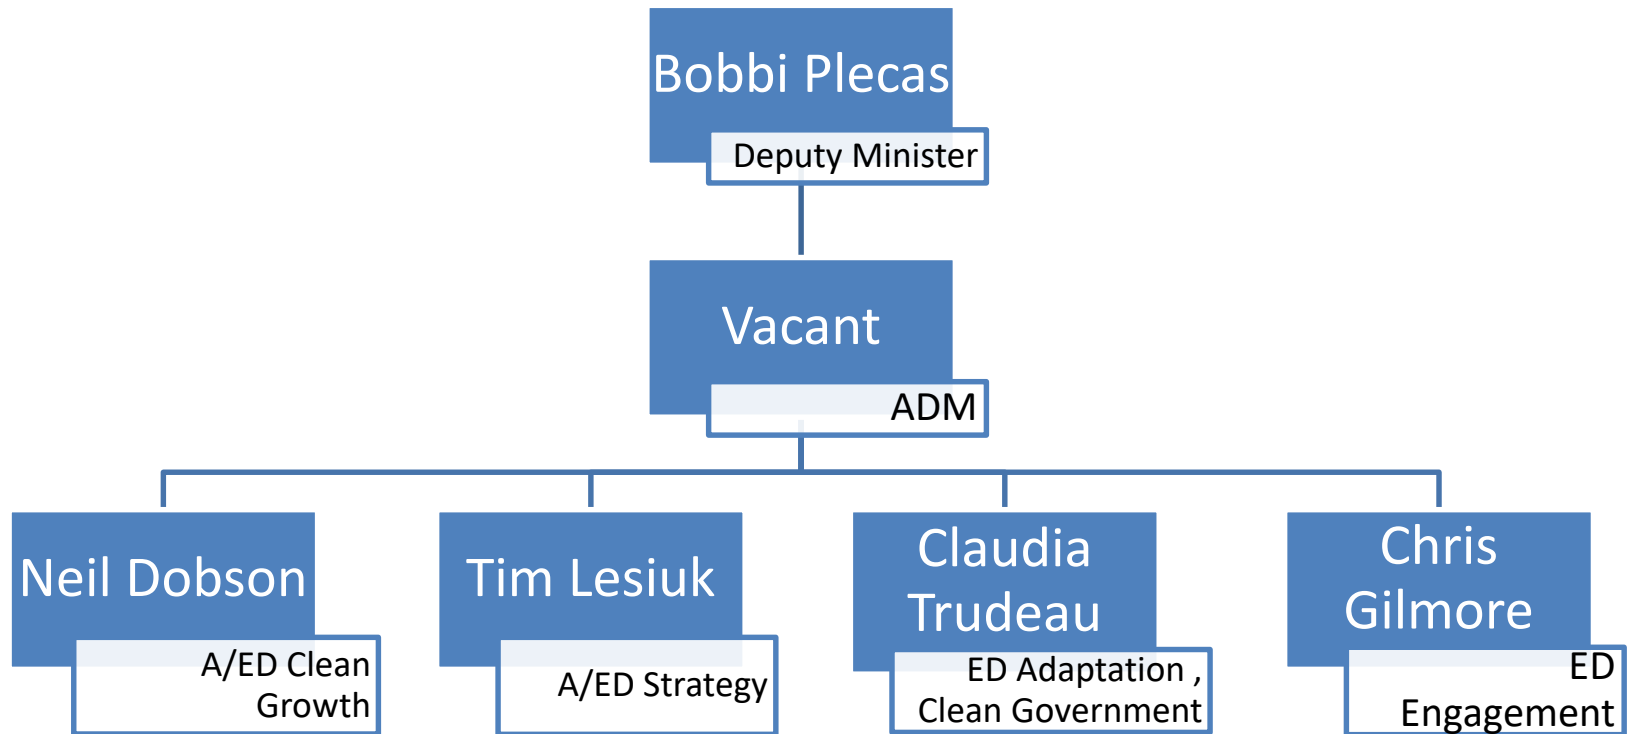 Bobbi Plecas
Deputy Minister
Vacant
ADM
Neil Dobson
A/ED Clean
Growth
Tim Lesiuk
A/ED Strategy
Claudia
Trudeau
ED Adaptation ,
Clean Government
Chris
Gilmore
ED
Engagement